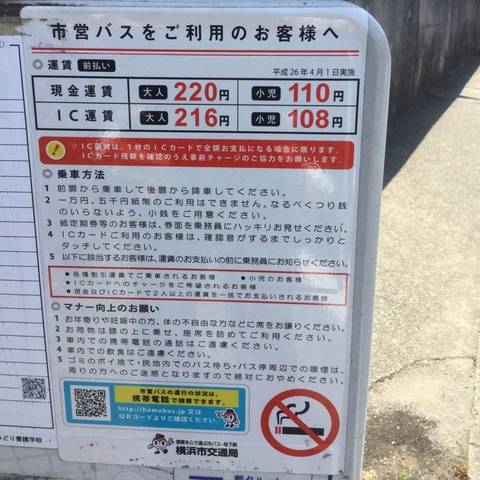 市営バスをご利用のお客様へ
◎ 運賃 前払い 平成26年4月1日実施
現金運賃 大人 220円 小児 110円
IC運賃 大人 216円 小児 108円
※IC運賃は、1枚のICカードで全額お支払になる場合に限ります。
ICカード残額を確認のうえ事前チャージのご協力をお願いします。
◎ 乗車方法
1 前扉から乗車して後扉から降車してください。
2 一万円、五千円紙幣のご利用はできません。なるべくつり銭
のいらないよう、小銭をご用意ください。
3 紙定期券等のお客様は、券面を乗務員にハッキリお見せください。
4 ICカードご利用のお客様は、確認音がするまでしっかりと
タッチしてください。
5 以下に該当するお客様は、運賃のお支払いの前に乗務員にお知らせください。
●各種割引運賃でご乗車されるお客様 ●小児のお客様
●ICカードへのチャージをご希望されるお客様
●現金及びICカードで2人以上の運賃を一括でお支払いされるお客様
◎ マナー向上のお願い
1 お年寄りや妊娠中の方、体の不自由な方などに席をお譲りください。
2 お荷物は膝の上に乗せ、座席を詰めてご利用ください。
3 車内での携帯電話の通話はご遠慮ください。
4 車内での飲食はご遠慮ください。
5 ゴミのポイ捨て・民地内でのバス待ち・バス停周辺での喫煙は、
周りの方へのご迷惑となりますので絶対におやめください。
市営バスの運行の状況は、
携帯電話で検索できます。
http://hamabus.jp 又は
QRコードよりご確認ください。
信頼を心で運ぶ市バス・地下鉄
横浜市交通局
みどり養護学校